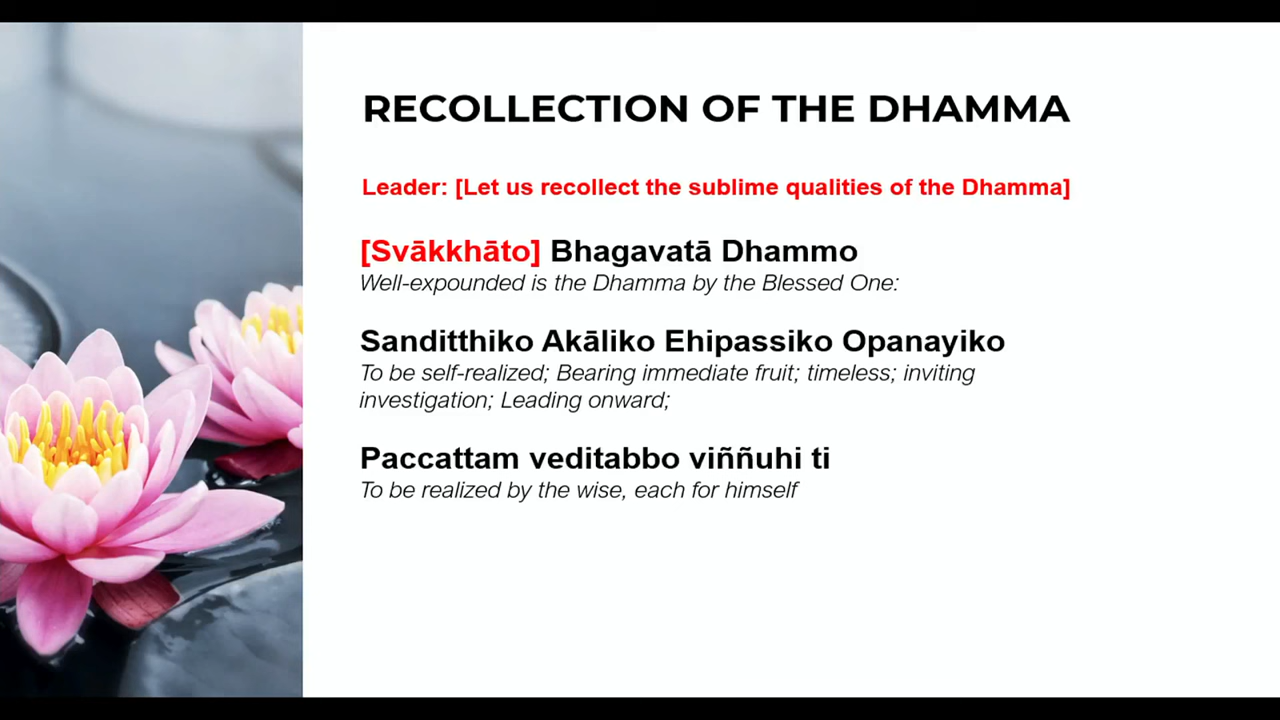 RECOLLECTION OF THE DHAMMA
Leader: [Let us recollect the sublime qualities of the Dhamma]
[Svākkhāto] Bhagavatā Dhammo
Well-expounded is the Dhamma by the Blessed One:
Sanditthiko Akāliko Ehipassiko Opanayiko
To be self-realized; Bearing immediate fruit; timeless; inviting
investigation; Leading onward;
Paccattam veditabbo viññuhi ti
To be realized by the wise, each for himself